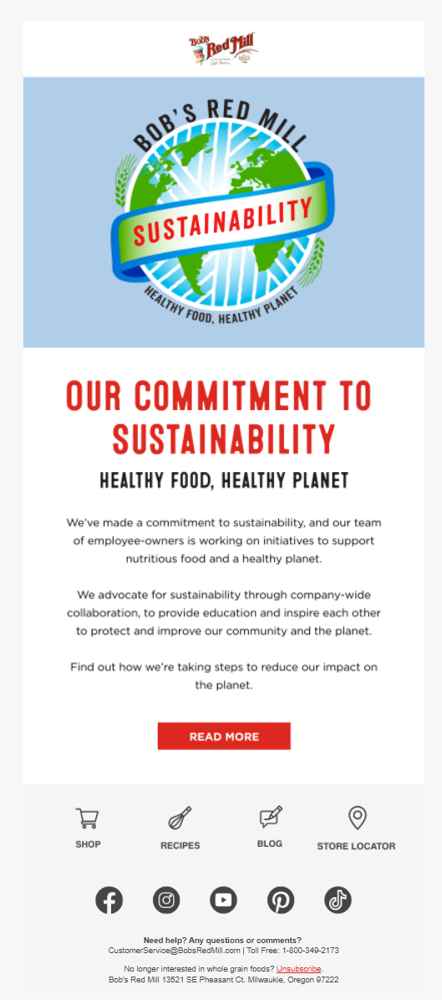 Bob's
Red Mill
BOB'S RED MILL
SUSTAINABILITY
HEALTHY FOOD, HEALTHY PLANET
OUR COMMITMENT TO
SUSTAINABILITY
HEALTHY FOOD, HEALTHY PLANET
We've made a commitment to sustainability, and our team
of employee-owners is working on initiatives to support
nutritious food and a healthy planet.
We advocate for sustainability through company-wide
collaboration, to provide education and inspire each other
to protect and improve our community and the planet.
Find out how we're taking steps to reduce our impact on
the planet.
READ MORE
SHOP
RECIPES
BLOG
STORE LOCATOR
Need help? Any questions or comments?
CustomerService@BobsRedMill.com | Toll Free: 1-800-349-2173
No longer interested in whole grain foods? Unsubscribe.
Bob's Red Mill 13521 SE Pheasant Ct. Milwaukie, Oregon 97222